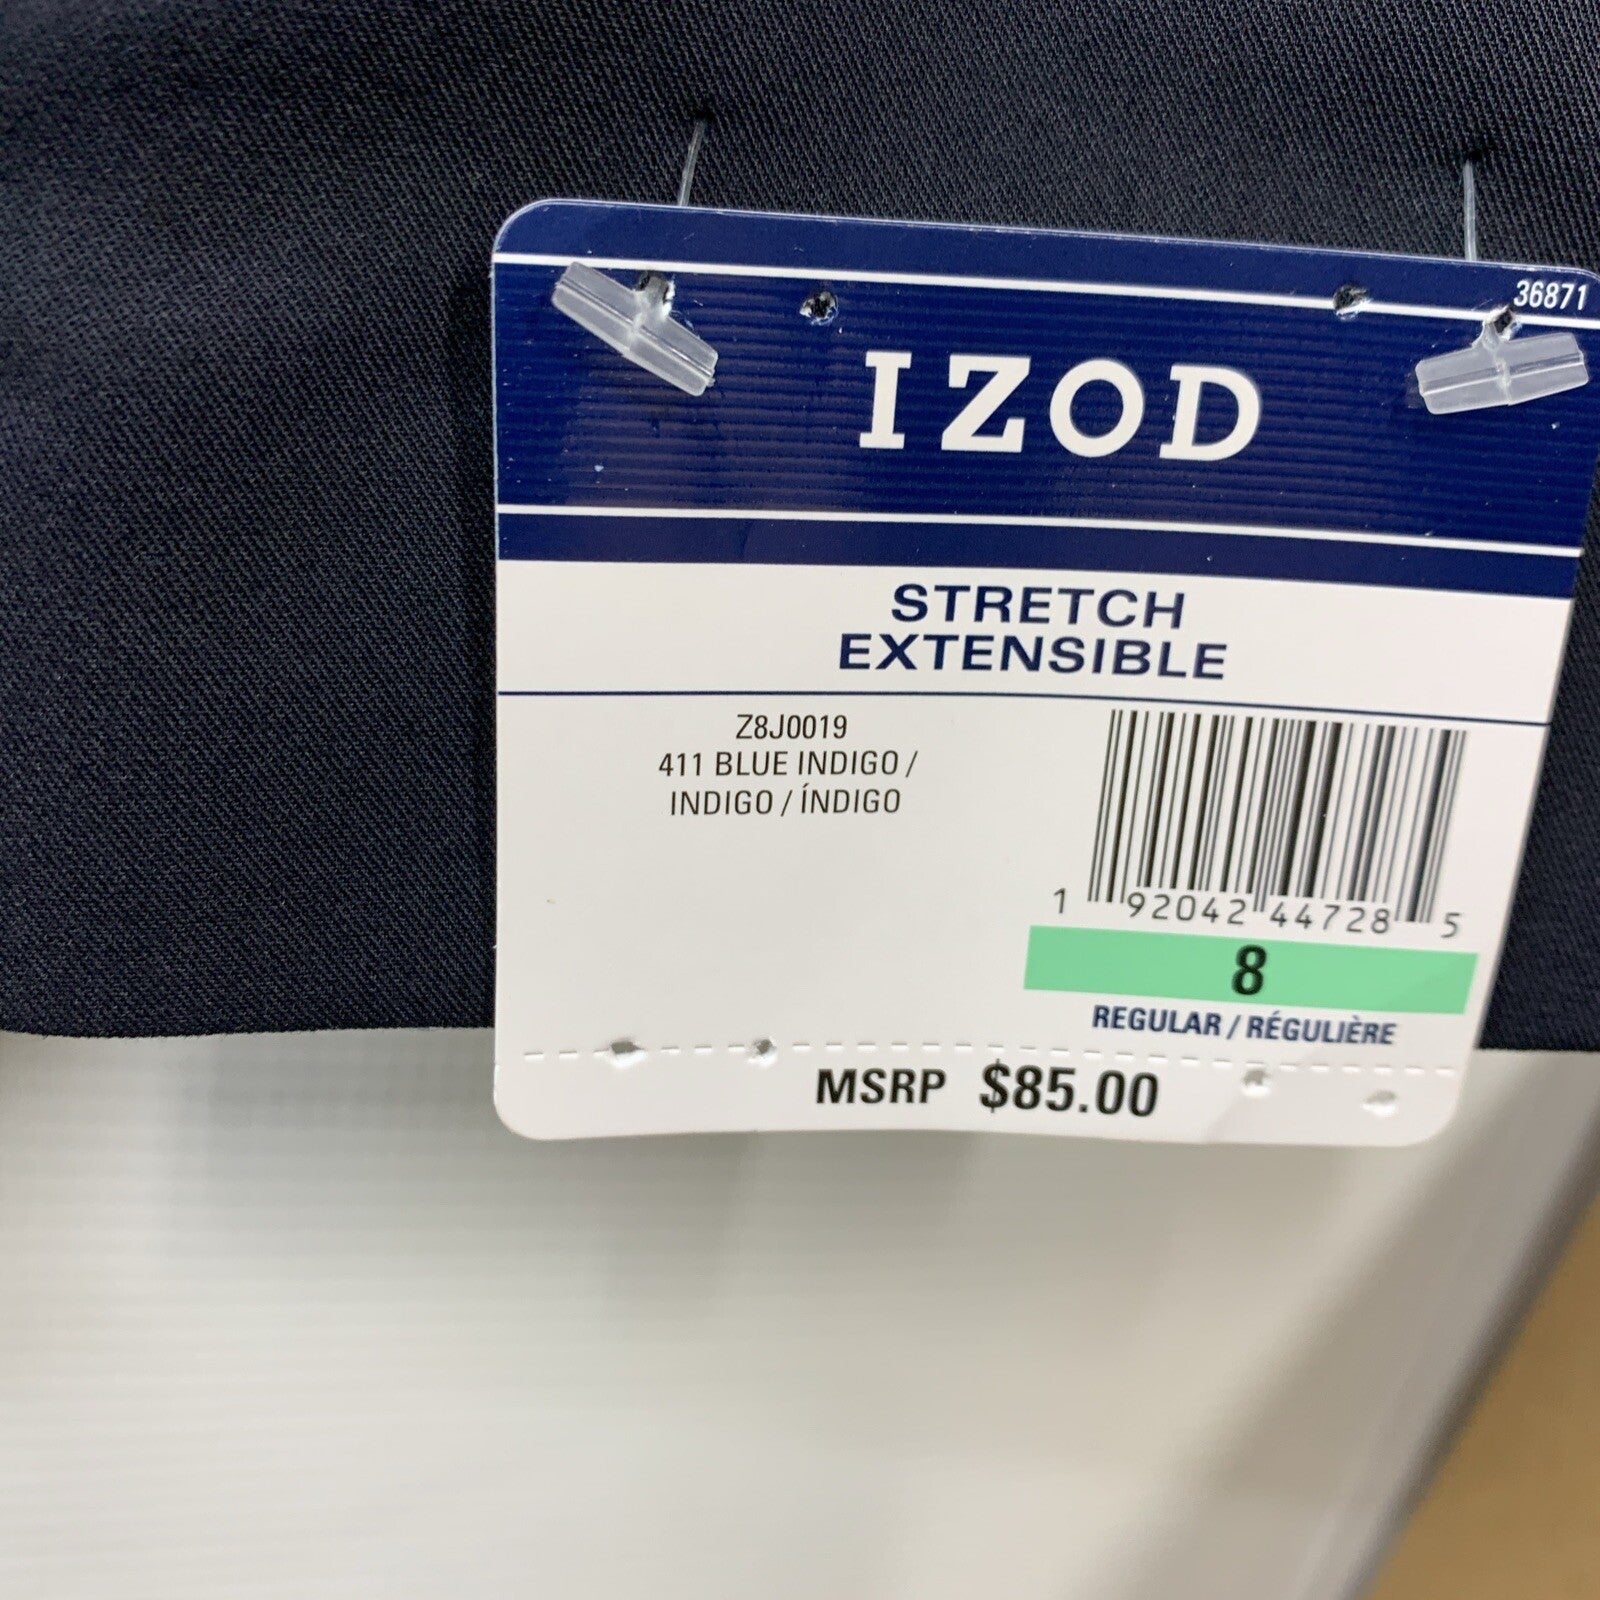 36871
IZOD
STRETCH
EXTENSIBLE
Z8J0019
411 BLUE INDIGO /
INDIGO / ÍNDIGO
1 92042 44728 5
8
REGULAR / RÉGULIÈRE
MSRP $85.00